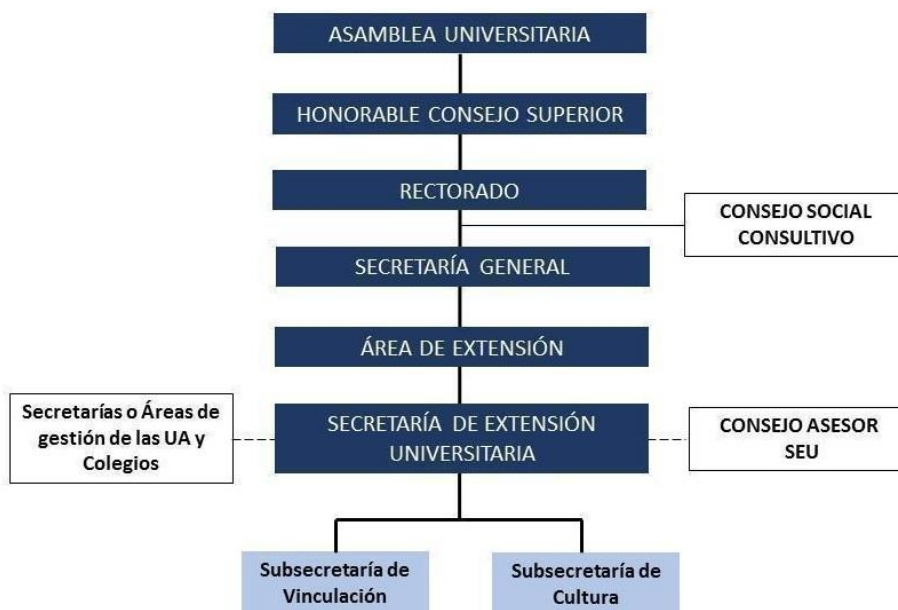 ASAMBLEA UNIVERSITARIA
HONORABLE CONSEJO SUPERIOR
RECTORADO
CONSEJO SOCIAL
CONSULTIVO
SECRETARÍA GENERAL
ÁREA DE EXTENSIÓN
Secretarías o Áreas de
gestión de las UA y
Colegios
SECRETARÍA DE EXTENSIÓN
UNIVERSITARIA
CONSEJO ASESOR
SEU
Subsecretaría de
Vinculación
Subsecretaría de
Cultura